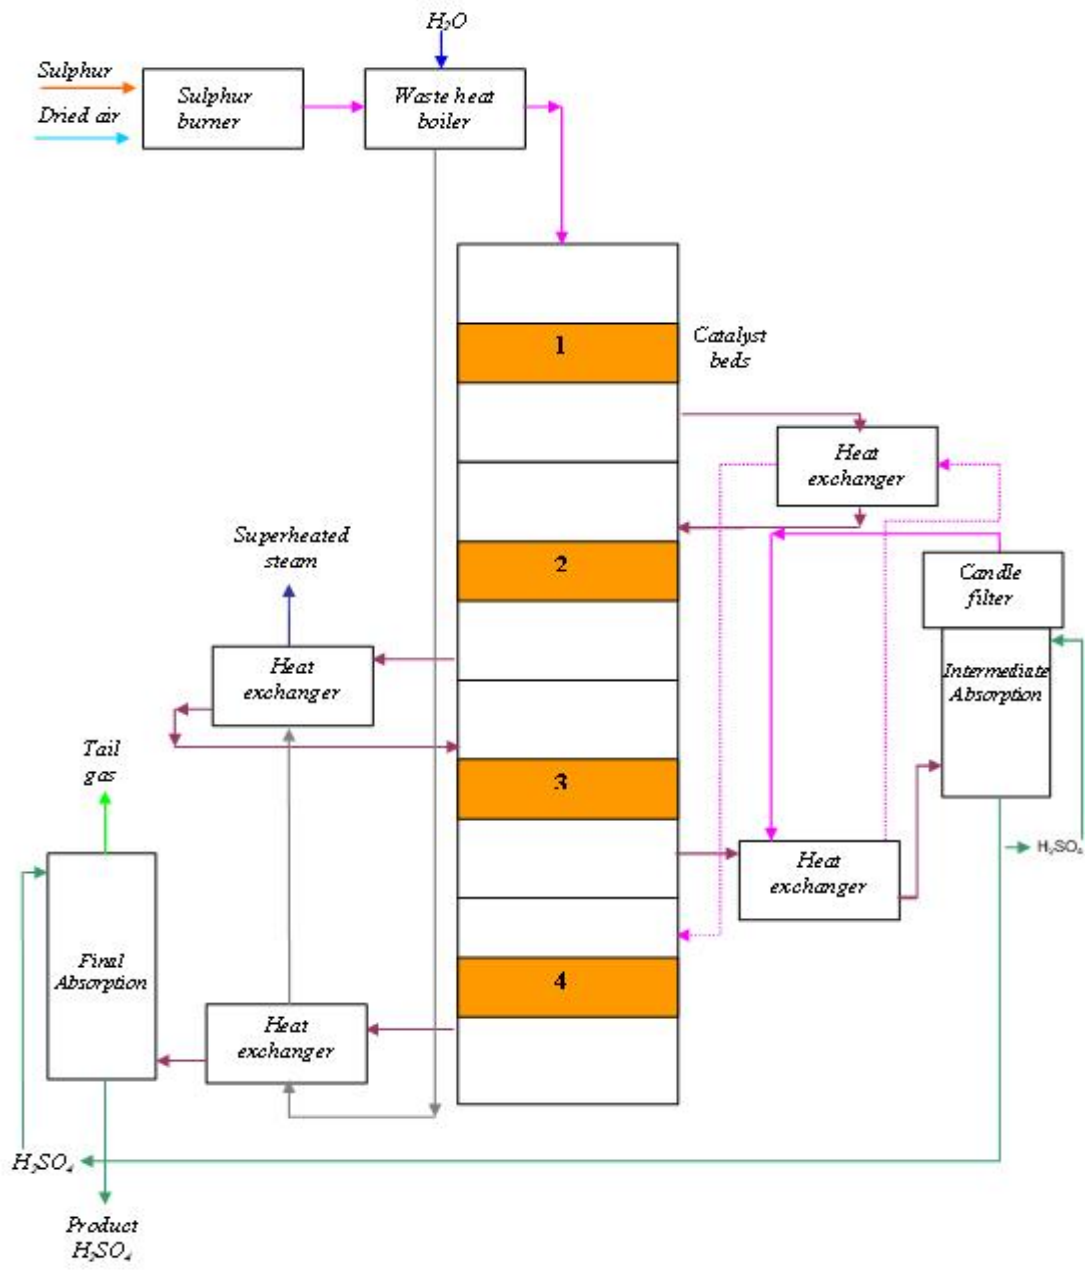 H₂O
Sulphur
Dried air
Sulphur
burner
Waste heat
boiler
1
Catalyst
beds
Heat
exchanger
Superheated
steam
2
Candle
filter
Heat
exchanger
Intermediate
Absorption
Tail
gas
3
Heat
exchanger
H₂SO₄
Final
Absorption
4
Heat
exchanger
H₂SO₄
Product
H₂SO₄